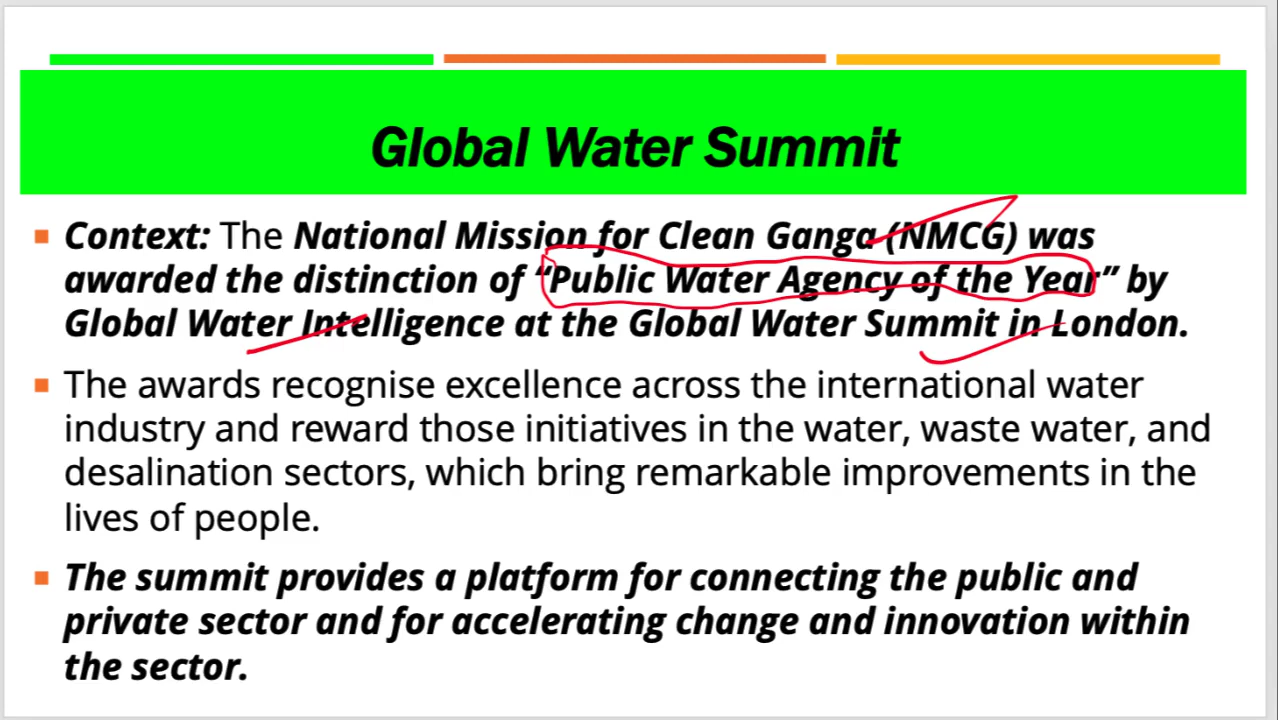 Global Water Summit
Context: The National Mission for Clean Ganga (NMCG) was
awarded the distinction of “Public Water Agency of the Year” by
Global Water Intelligence at the Global Water Summit in London.
The awards recognise excellence across the international water
industry and reward those initiatives in the water, waste water, and
desalination sectors, which bring remarkable improvements in the
lives of people.
The summit provides a platform for connecting the public and
private sector and for accelerating change and innovation within
the sector.